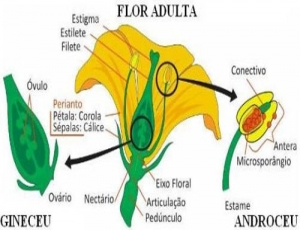 FLOR ADULTA
Estigma
Estilete
Filete
Óvulo
Perianto
Pétala: Corola
Sépalas: Cálice
Conectivo
Antera
Microsporângio
Ovário
Nectário
Eixo Floral
Articulação
Pedúnculo
Estame
GINECEU
ANDROCEU